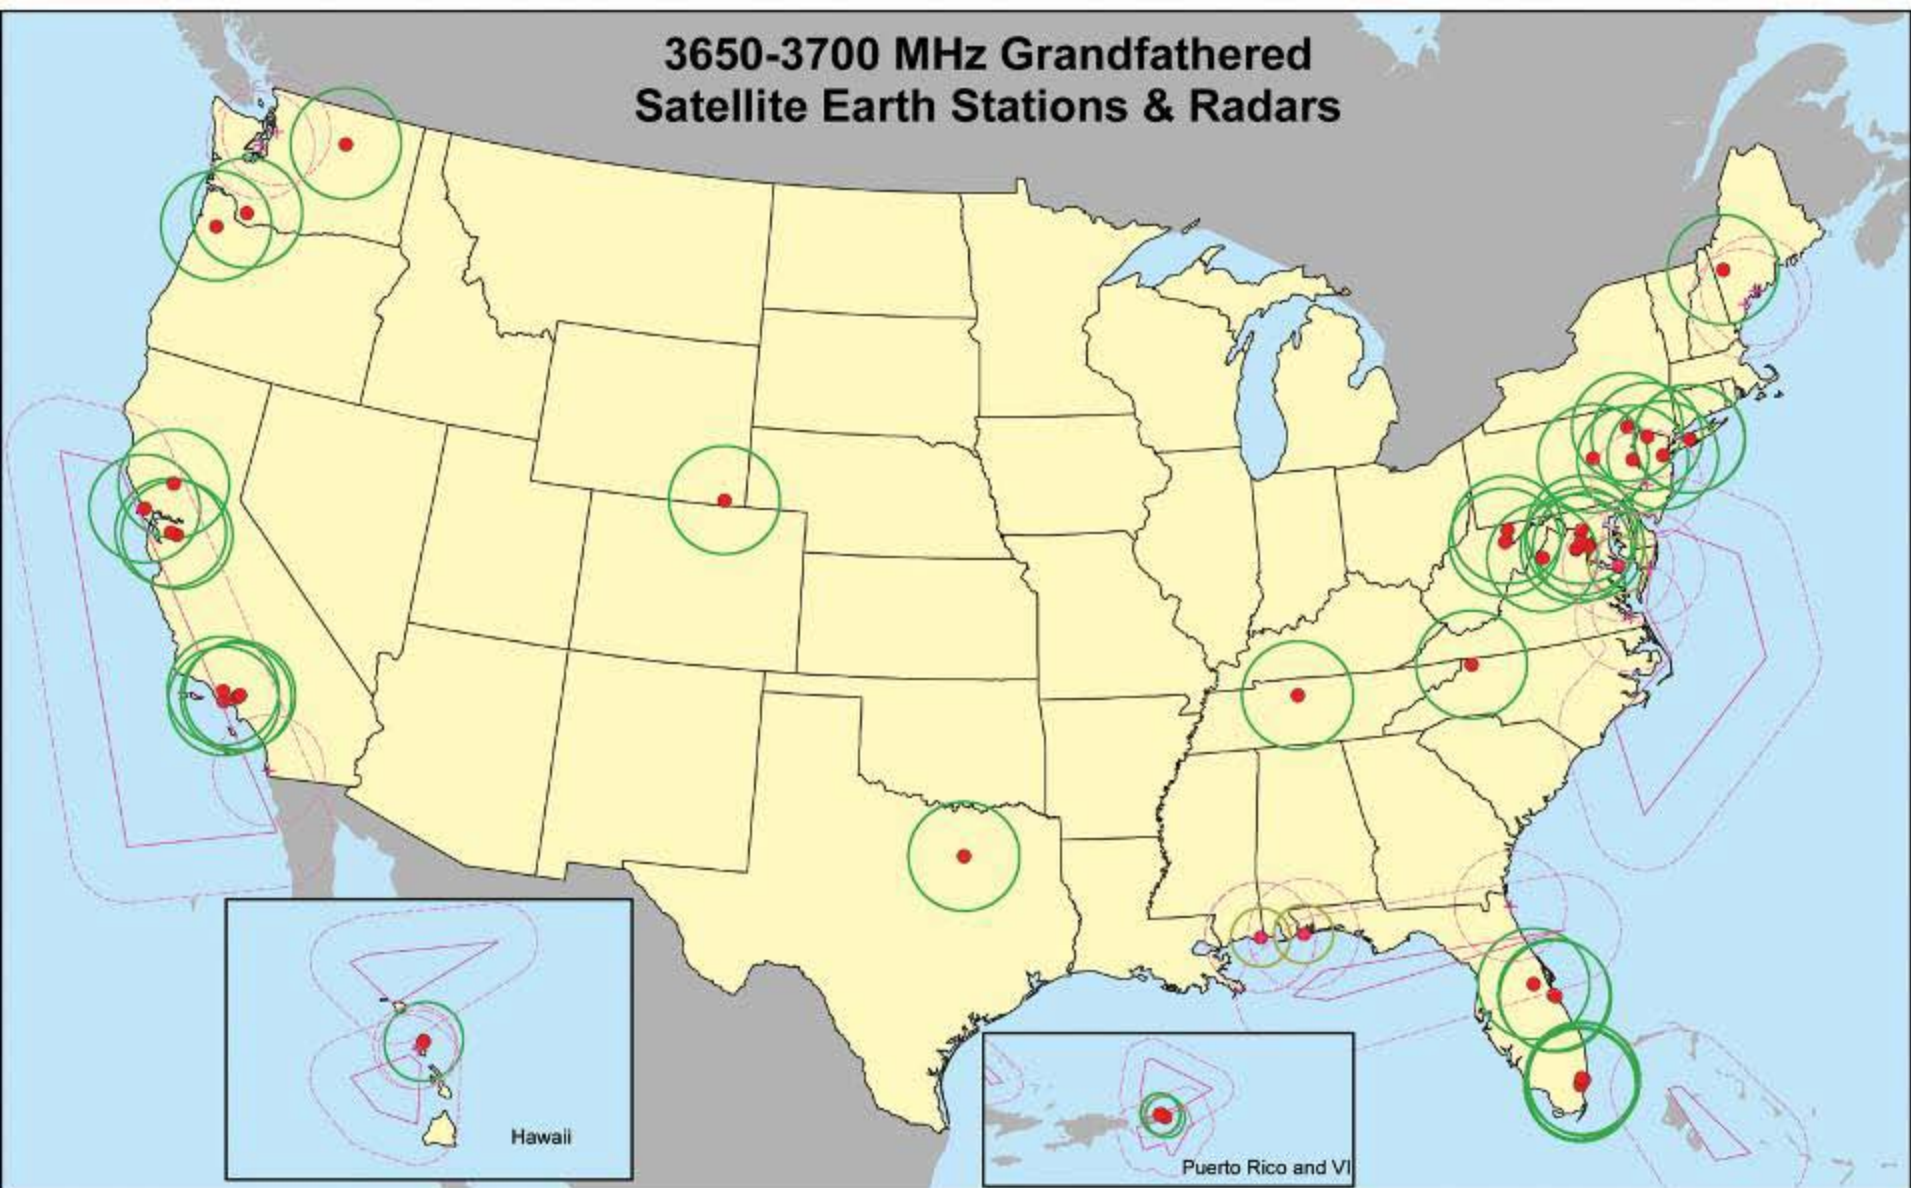 3650-3700 MHz Grandfathered
Satellite Earth Stations & Radars
Hawaii
Puerto Rico and VI